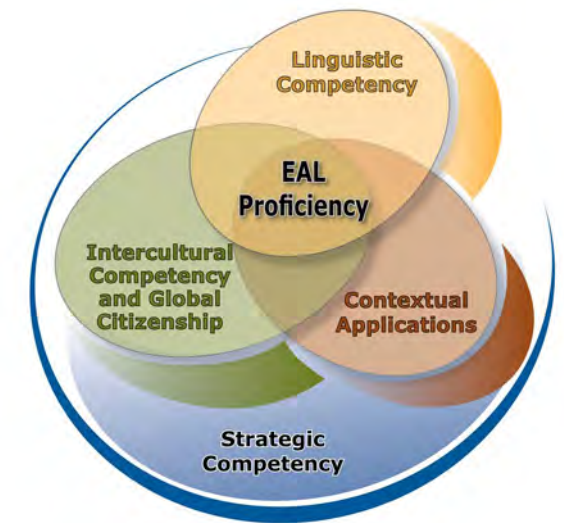 Linguistic
Competency
EAL
Proficiency
Intercultural
Competency
and Global
Citizenship
Contextual
Applications
Strategic
Competency